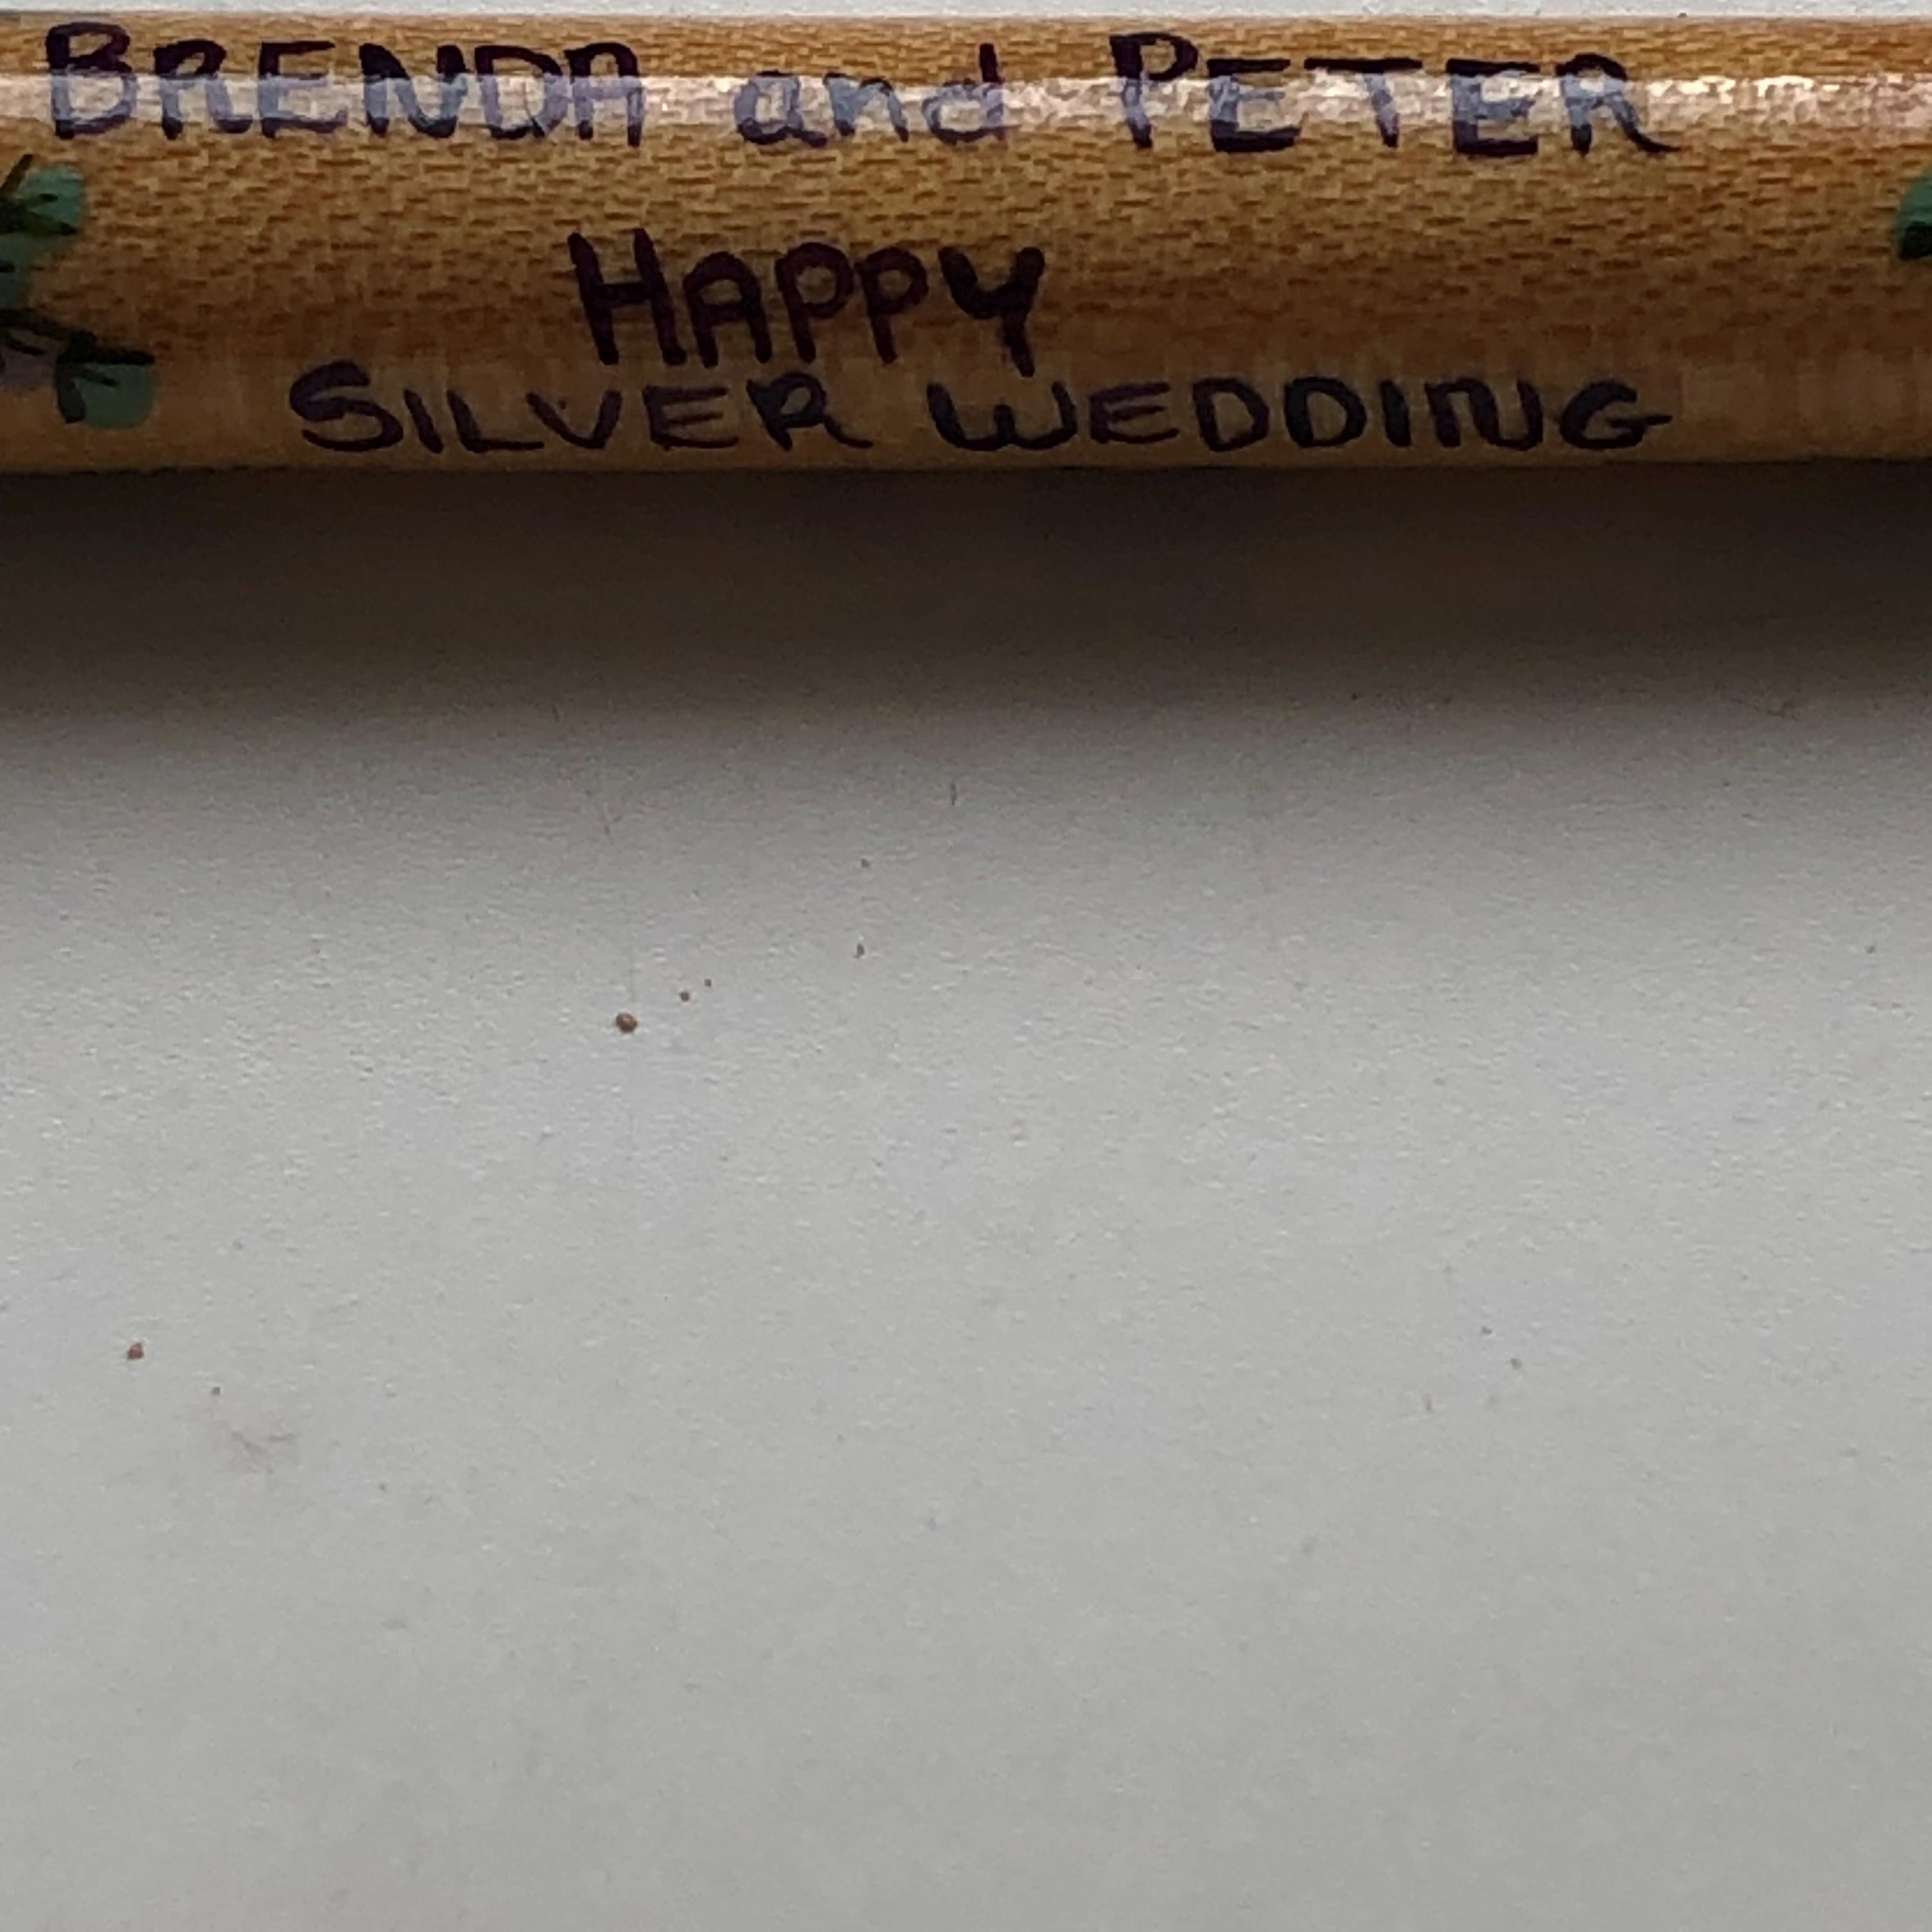 BRENDA and PETER
HAPPY
SILVER WEDDING